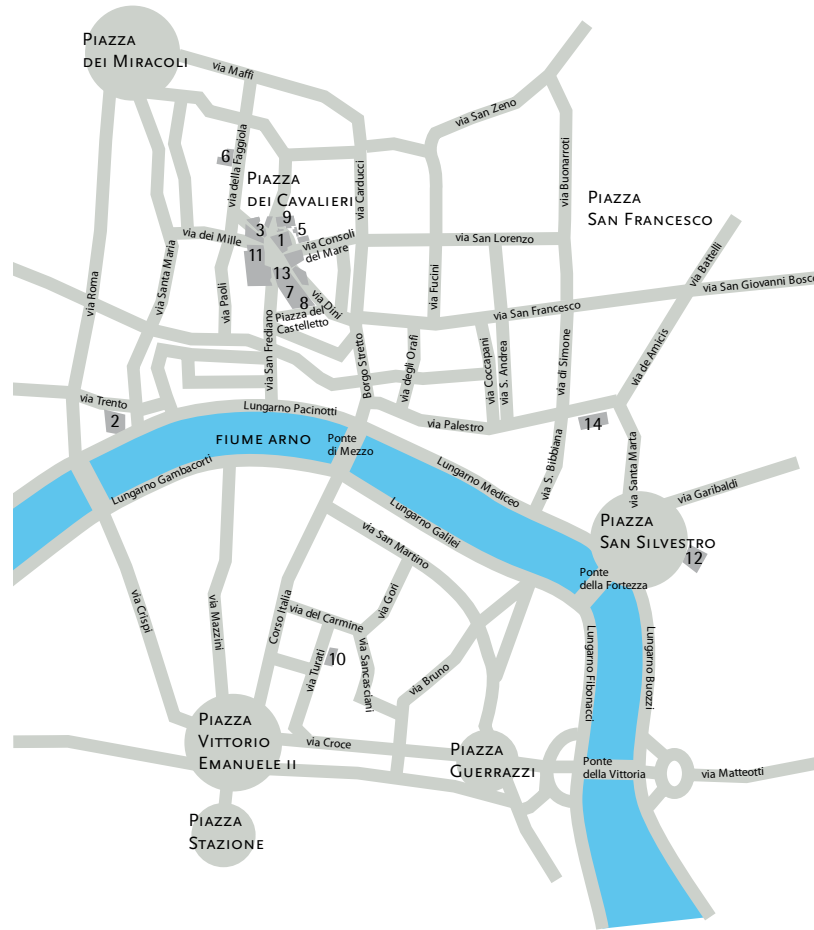 Piazza
dei Miracoli
via Maffi
via San Zeno
via della Faggiola
6
Piazza
dei Cavalieri
via Carducci
via Buonarroti
Piazza
San Francesco
9
3
5
1
via dei Mille
via Consoli
del Mare
via San Lorenzo
11
13
7
8
via Dini
Piazza del
Castelletto
via Roma
via Santa Maria
via Paoli
via San Frediano
via Fucini
via San Francesco
via Battelli
via San Giovanni Bosco
Borgo Stretto
via degli Orafi
via Coccapani
via S. Andrea
via di Simone
via de Amicis
via Trento
2
Lungarno Pacinotti
via Palestro
14
fiume Arno
Ponte
di Mezzo
Lungarno Gambacorti
Lungarno Mediceo
Lungarno Galilei
via S. Bibbiana
via Santa Marta
via Garibaldi
Piazza
San Silvestro
12
via San Martino
Ponte
della Fortezza
via Crispi
via Mazzini
Corso Italia
via del Carmine
via Gori
via Turati
10
via Sancasciani
via Bruno
Lungarno Fibonacci
Lungarno Buozzi
Piazza
Vittorio
Emanuele II
via Croce
Piazza
Guerrazzi
Ponte
della Vittoria
via Matteotti
Piazza
Stazione